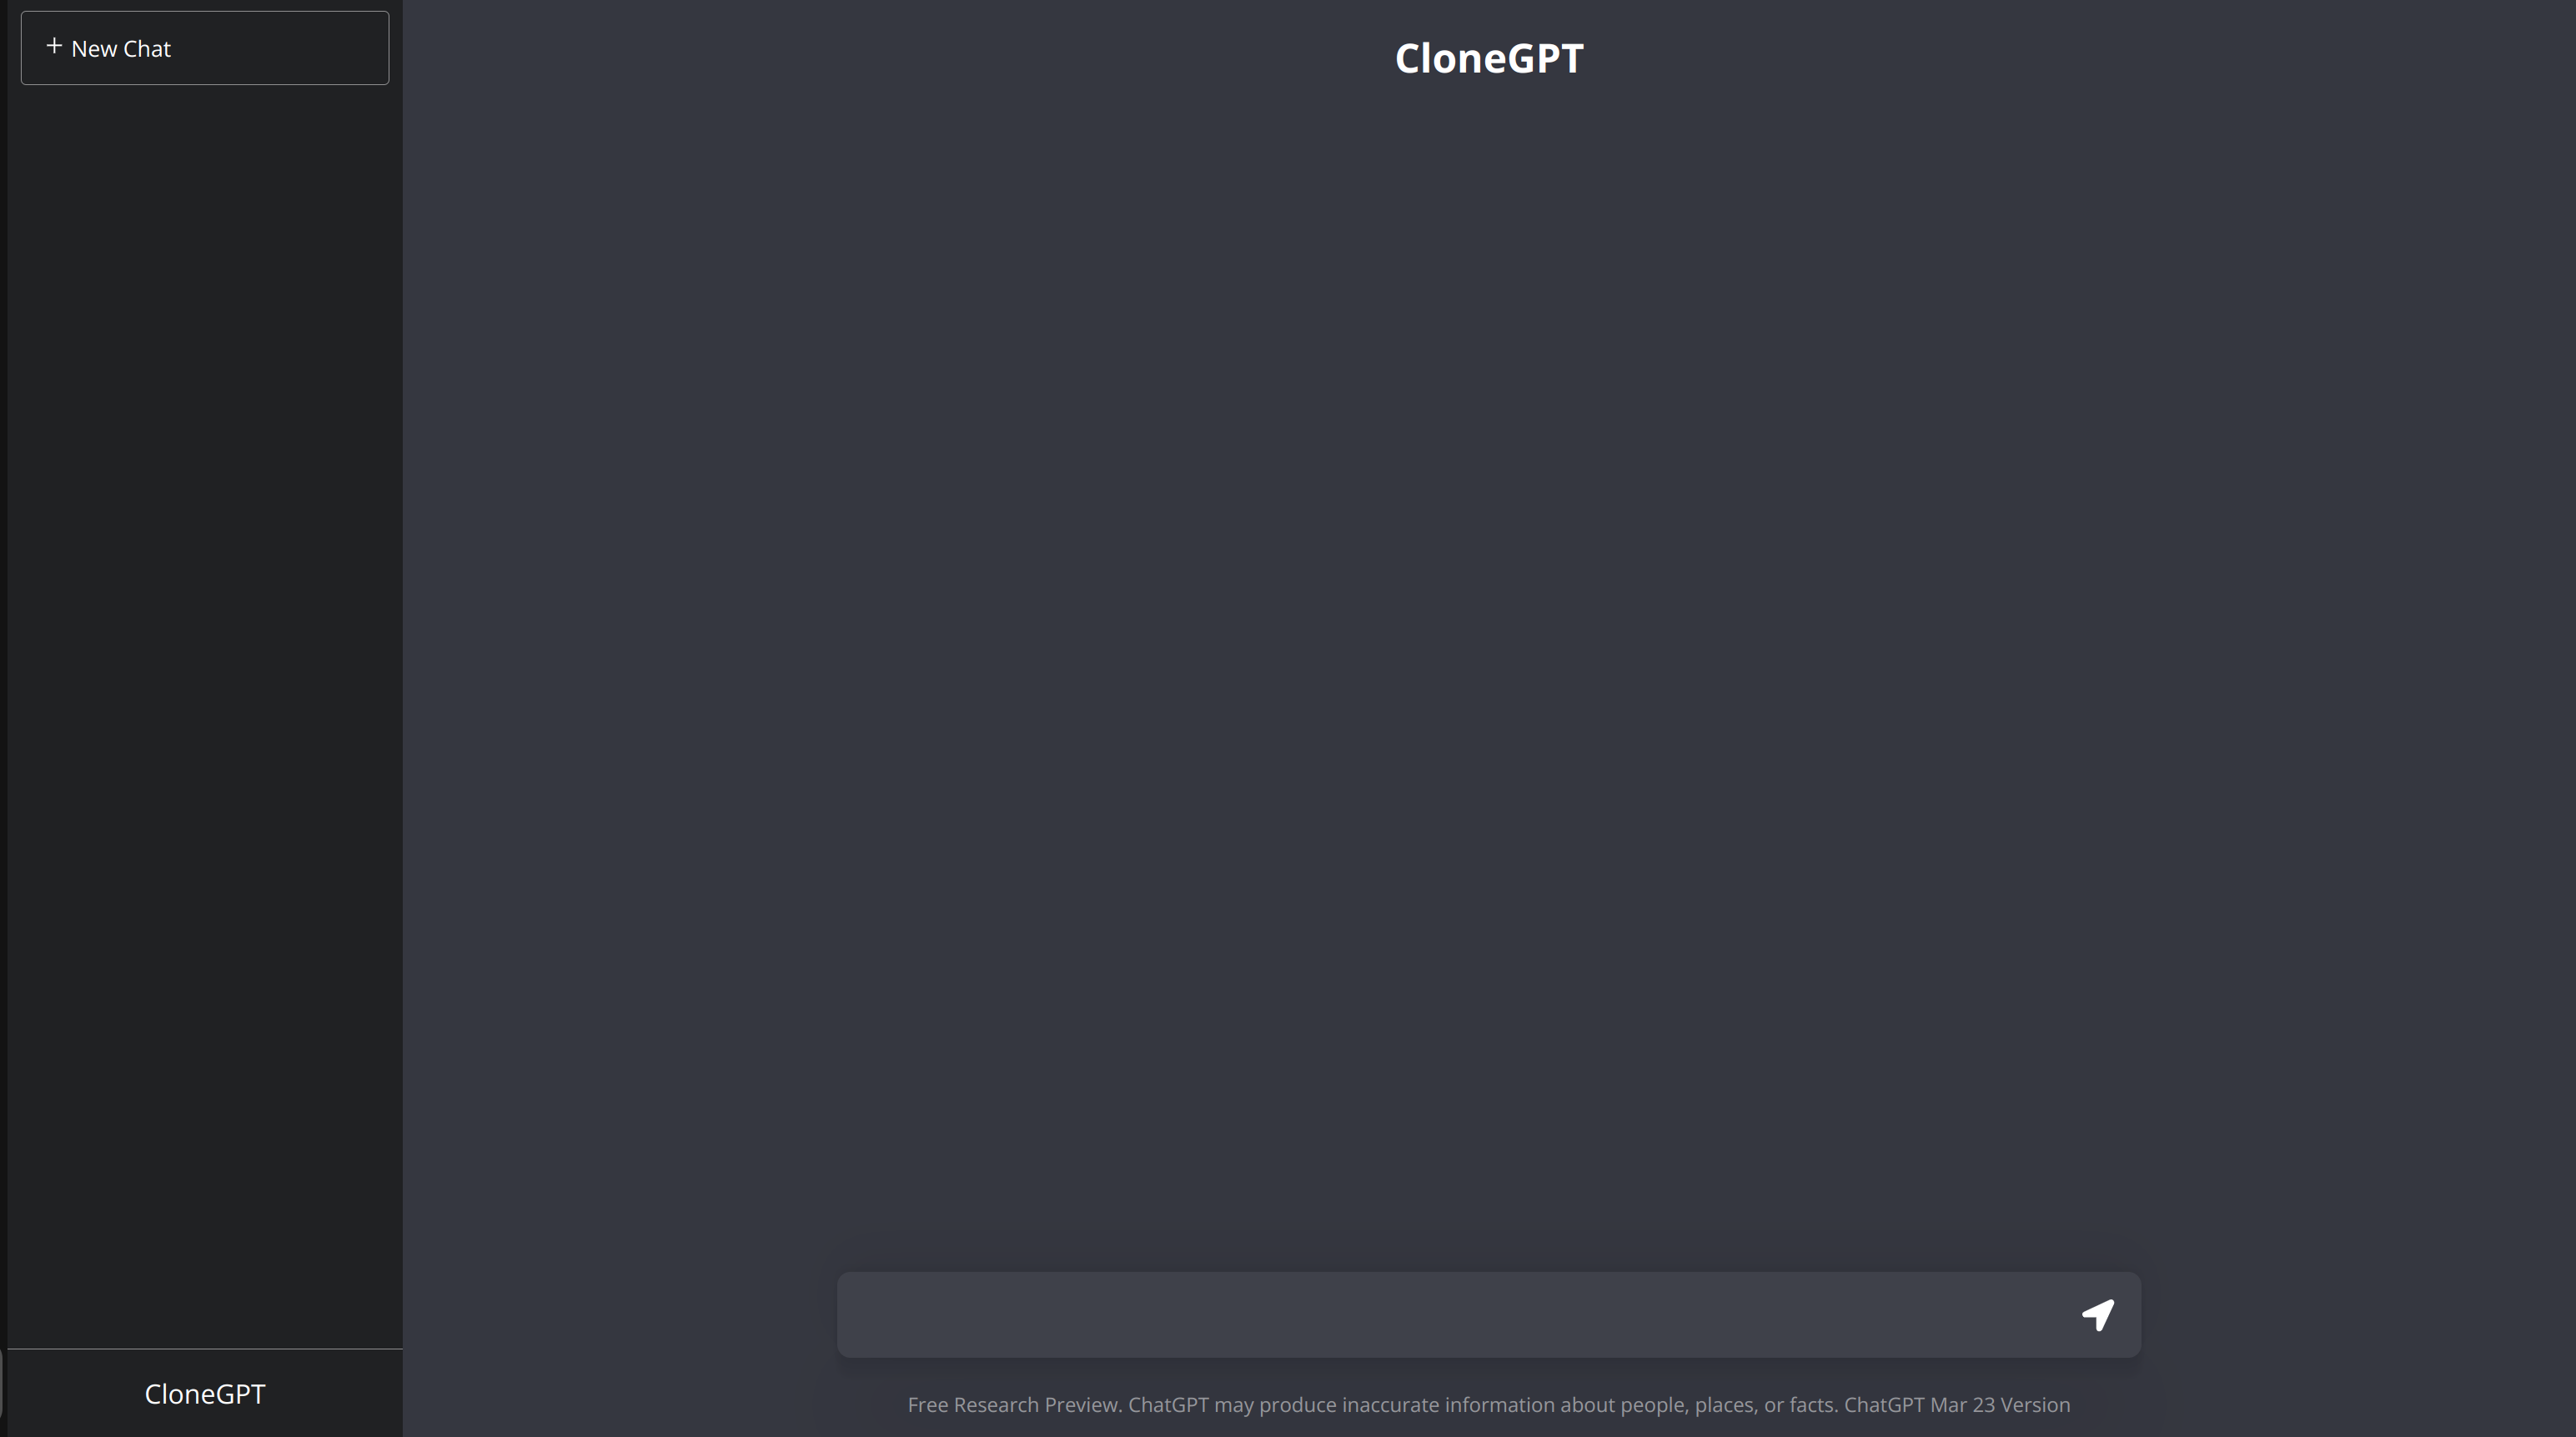 + New Chat
CloneGPT
CloneGPT
Free Research Preview. ChatGPT may produce inaccurate information about people, places, or facts. ChatGPT Mar 23 Version